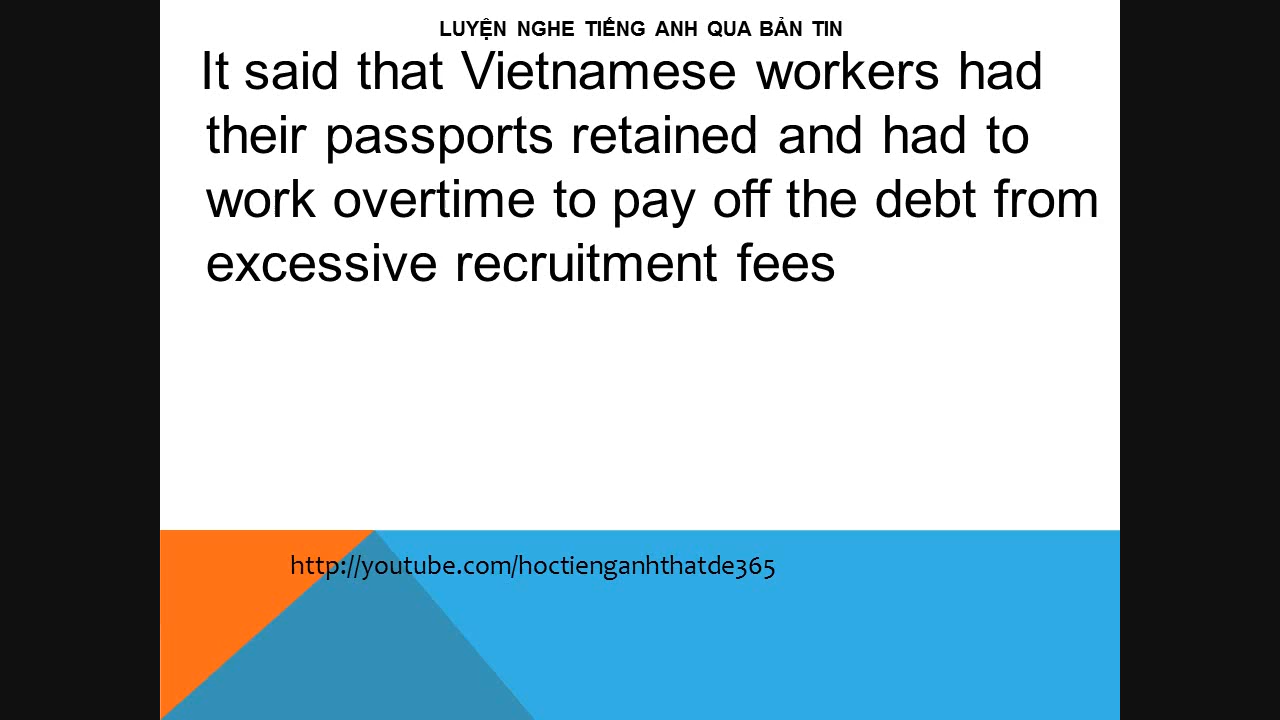 LUYỆN NGHE TIẾNG ANH QUA BẢN TIN
It said that Vietnamese workers had
their passports retained and had to
work overtime to pay off the debt from
excessive recruitment fees
http://youtube.com/hoctienganhthatde365